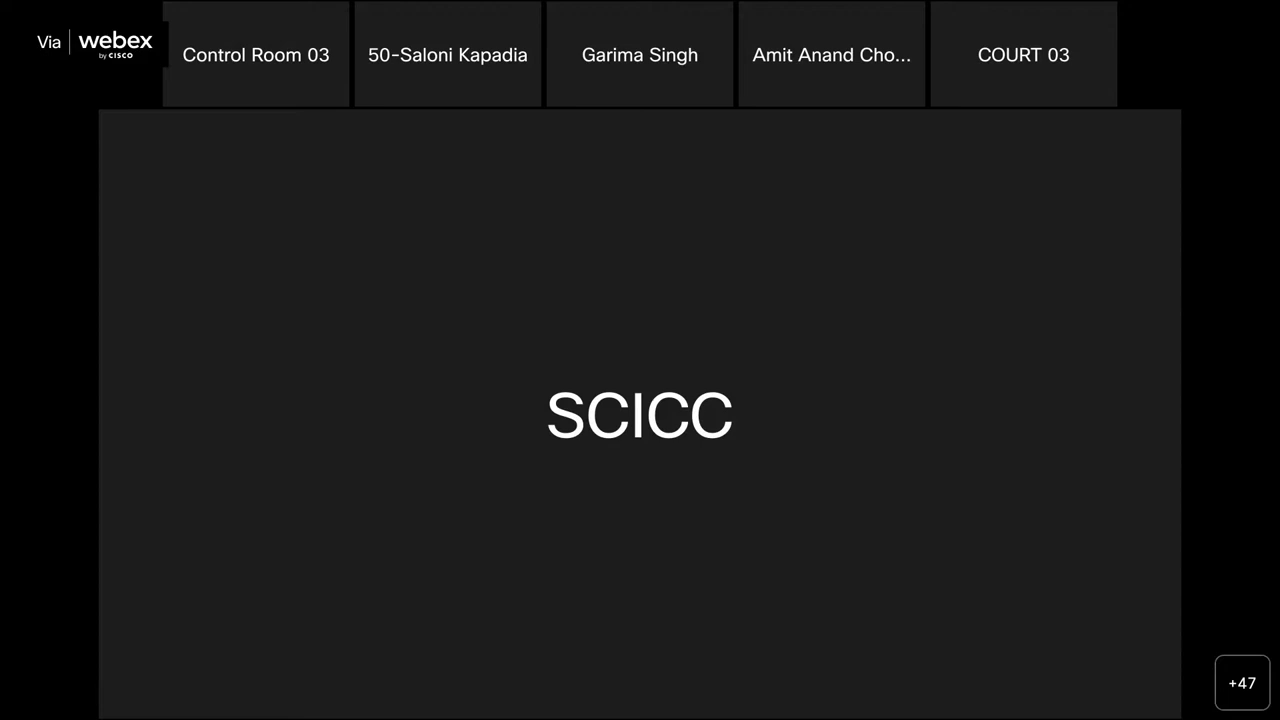 Via webex
by CISCO
Control Room 03
50-Saloni Kapadia
Garima Singh
Amit Anand Cho...
COURT 03
SCICC
+47